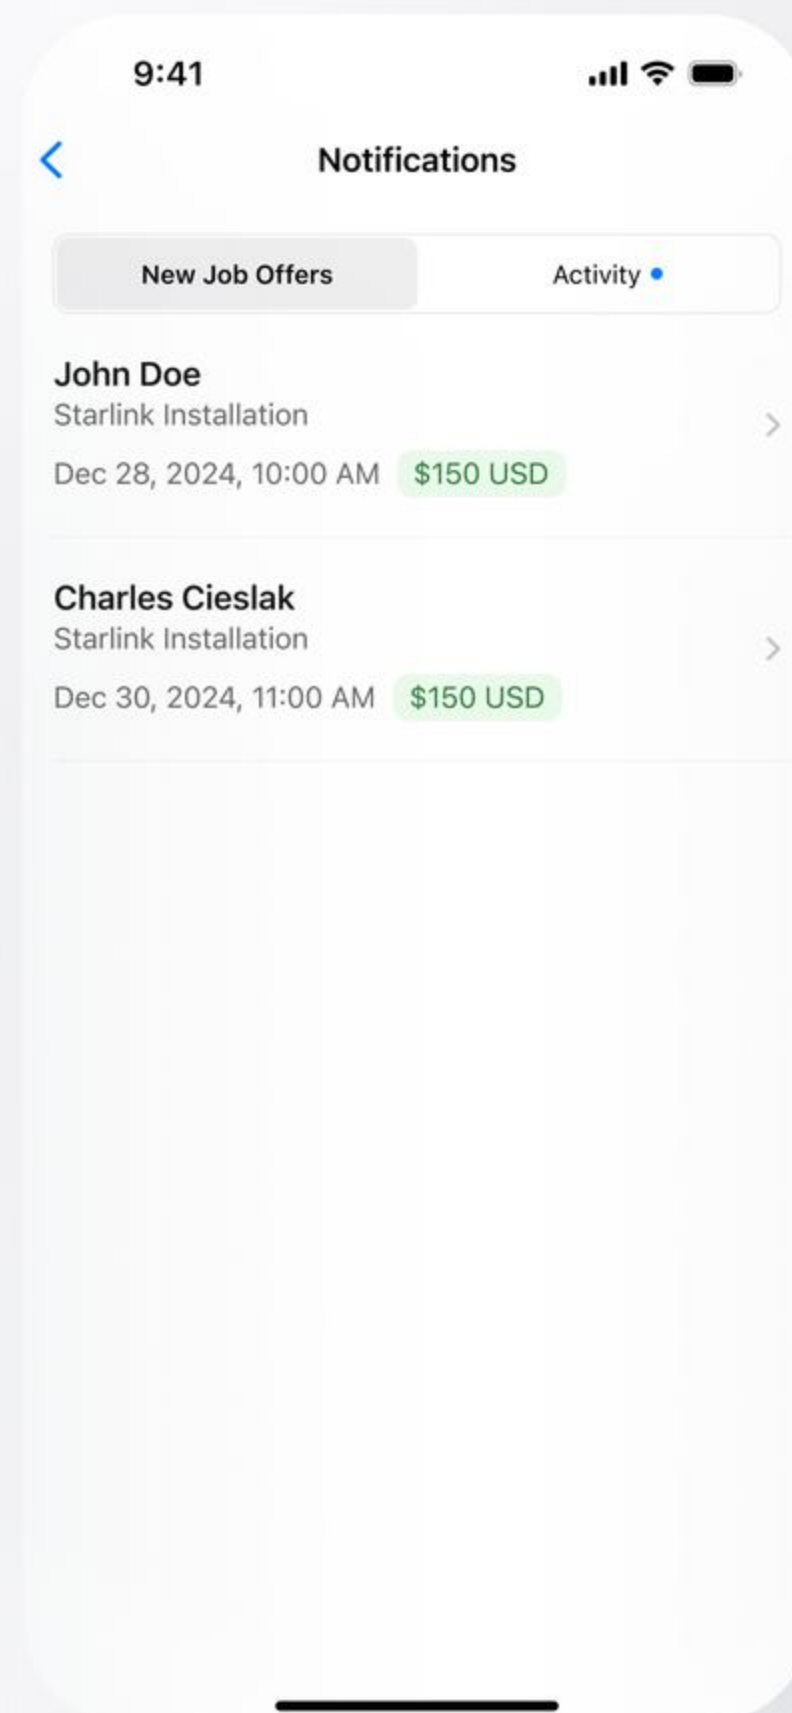 9:41
Notifications
New Job Offers
Activity
John Doe
Starlink Installation
Dec 28, 2024, 10:00 AM $150 USD
Charles Cieslak
Starlink Installation
Dec 30, 2024, 11:00 AM $150 USD